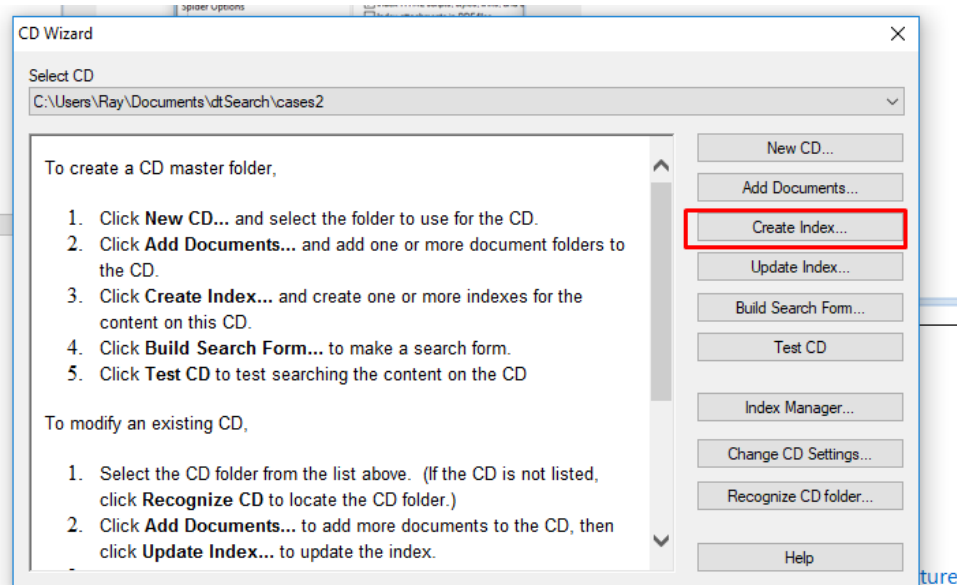 Spider Options
CD Wizard
Select CD
C:\Users\Ray\Documents\dtSearch\cases2
To create a CD master folder,
1. Click New CD... and select the folder to use for the CD.
2. Click Add Documents... and add one or more document folders to
the CD.
3. Click Create Index... and create one or more indexes for the
content on this CD.
4. Click Build Search Form... to make a search form.
5. Click Test CD to test searching the content on the CD
To modify an existing CD,
1. Select the CD folder from the list above. (If the CD is not listed,
click Recognize CD to locate the CD folder.)
2. Click Add Documents... to add more documents to the CD, then
click Update Index... to update the index.
New CD...
Add Documents...
Create Index...
Update Index...
Build Search Form...
Test CD
Index Manager...
Change CD Settings...
Recognize CD folder...
Help
ture